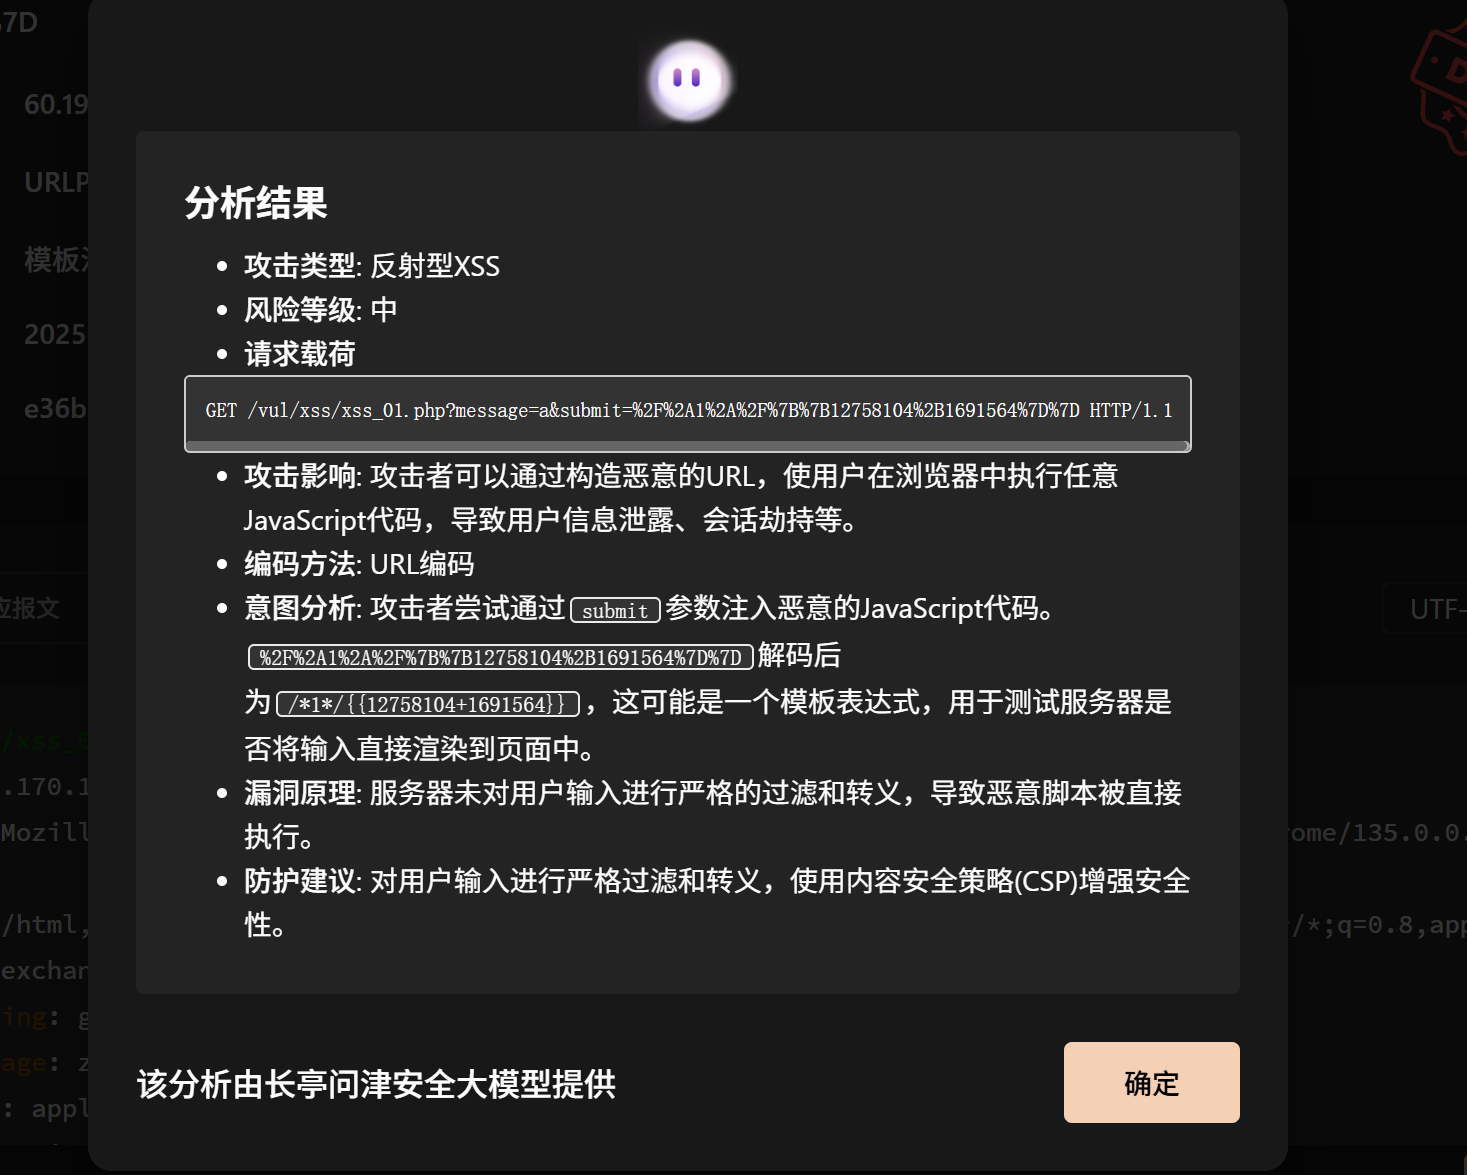 7D
60.19
URLP
模板
2025
e36b
分析结果
攻击类型: 反射型XSS
风险等级: 中
请求载荷
GET /vul/xss/xss_01.php?message=a&submit=%2F%2A1%2A%2F%7B%7B12758104%2B1691564%7D%7D HTTP/1.1
攻击影响: 攻击者可以通过构造恶意的URL，使用户在浏览器中执行任意
JavaScript代码，导致用户信息泄露、会话劫持等。
编码方法: URL编码
意图分析: 攻击者尝试通过 submit 参数注入恶意的JavaScript代码。
%2F%2A1%2A%2F%7B%7B12758104%2B1691564%7D%7D 解码后
为 /*1*/{{12758104+1691564}} ，这可能是一个模板表达式，用于测试服务器是
否将输入直接渲染到页面中。
漏洞原理: 服务器未对用户输入进行严格的过滤和转义，导致恶意脚本被直接
执行。
防护建议: 对用户输入进行严格过滤和转义，使用内容安全策略(CSP)增强安全
性。
应报文
UTF-
/xss_0
.170.1
Mozill
rome/135.0.0.
/html,
/*;q=0.8,app
exchan
ing: g
age: z
: appl
该分析由长亭问津安全大模型提供
确定